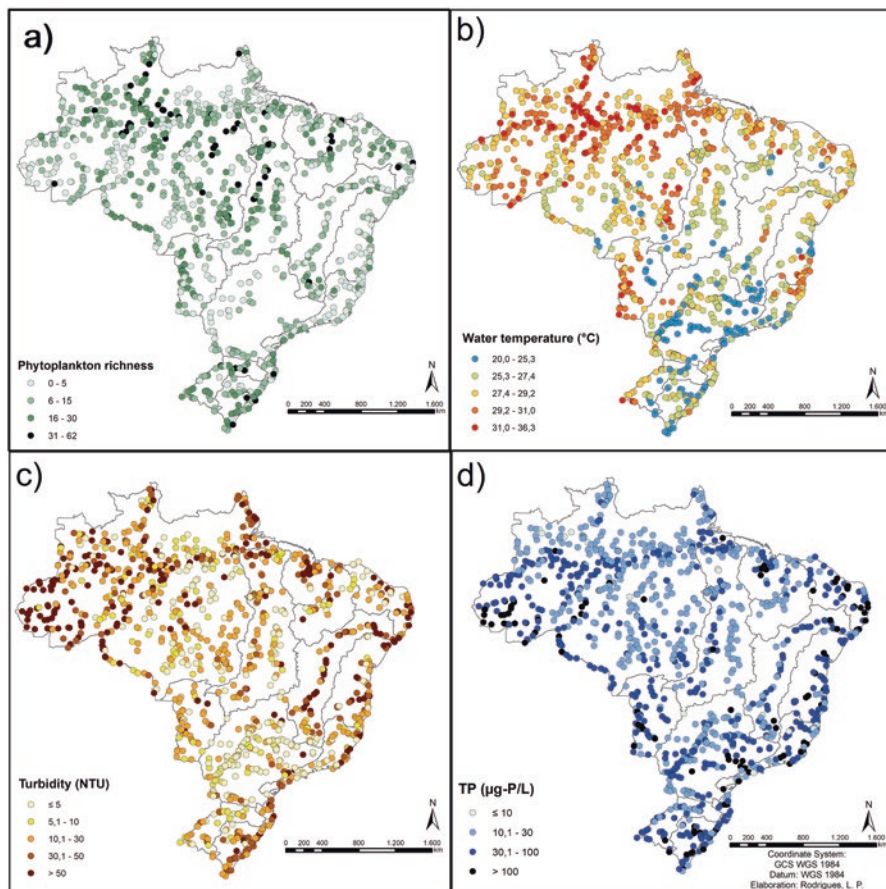 a)
Phytoplankton richness
0 - 5
6 - 15
16 - 30
31 - 62
N
0 200 400 800 1.200 1.600
km
b)
Water temperature (°C)
20,0 - 25,3
25,3 - 27,4
27,4 - 29,2
29,2 - 31,0
31,0 - 36,3
N
0 200 400 800 1.200 1.600
km
c)
Turbidity (NTU)
≤ 5
5,1 - 10
10,1 - 30
30,1 - 50
> 50
N
0 200 400 800 1.200 1.600
km
d)
TP (µg-P/L)
≤ 10
10,1 - 30
30,1 - 100
> 100
N
0 200 400 800 1.200 1.600
km
Coordinate System:
GCS WGS 1984
Datum: WGS 1984
Elaboration: Rodrigues, L. P.